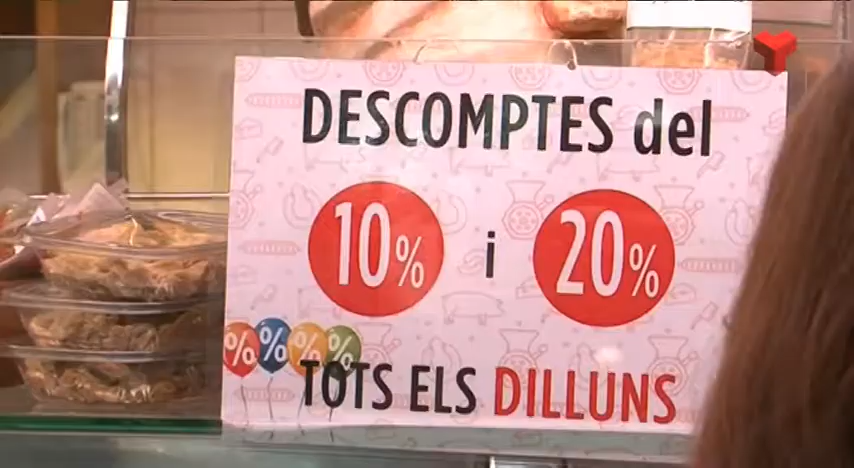 DESCOMPTES del
10% i 20%
% % % %
TOTS ELS DILLUNS